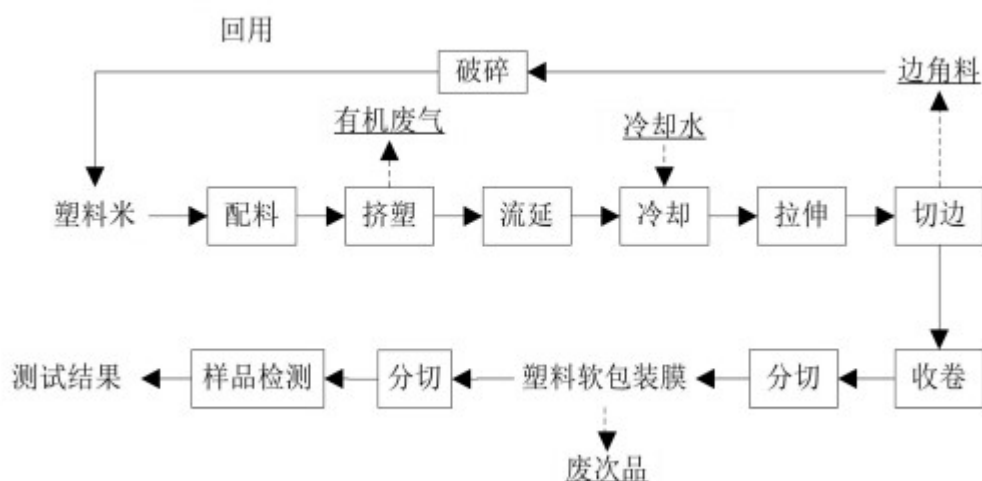 回用
破碎
边角料
有机废气
冷却水
塑料米
配料
挤塑
流延
冷却
拉伸
切边
测试结果
样品检测
分切
塑料软包装膜
分切
收卷
废次品